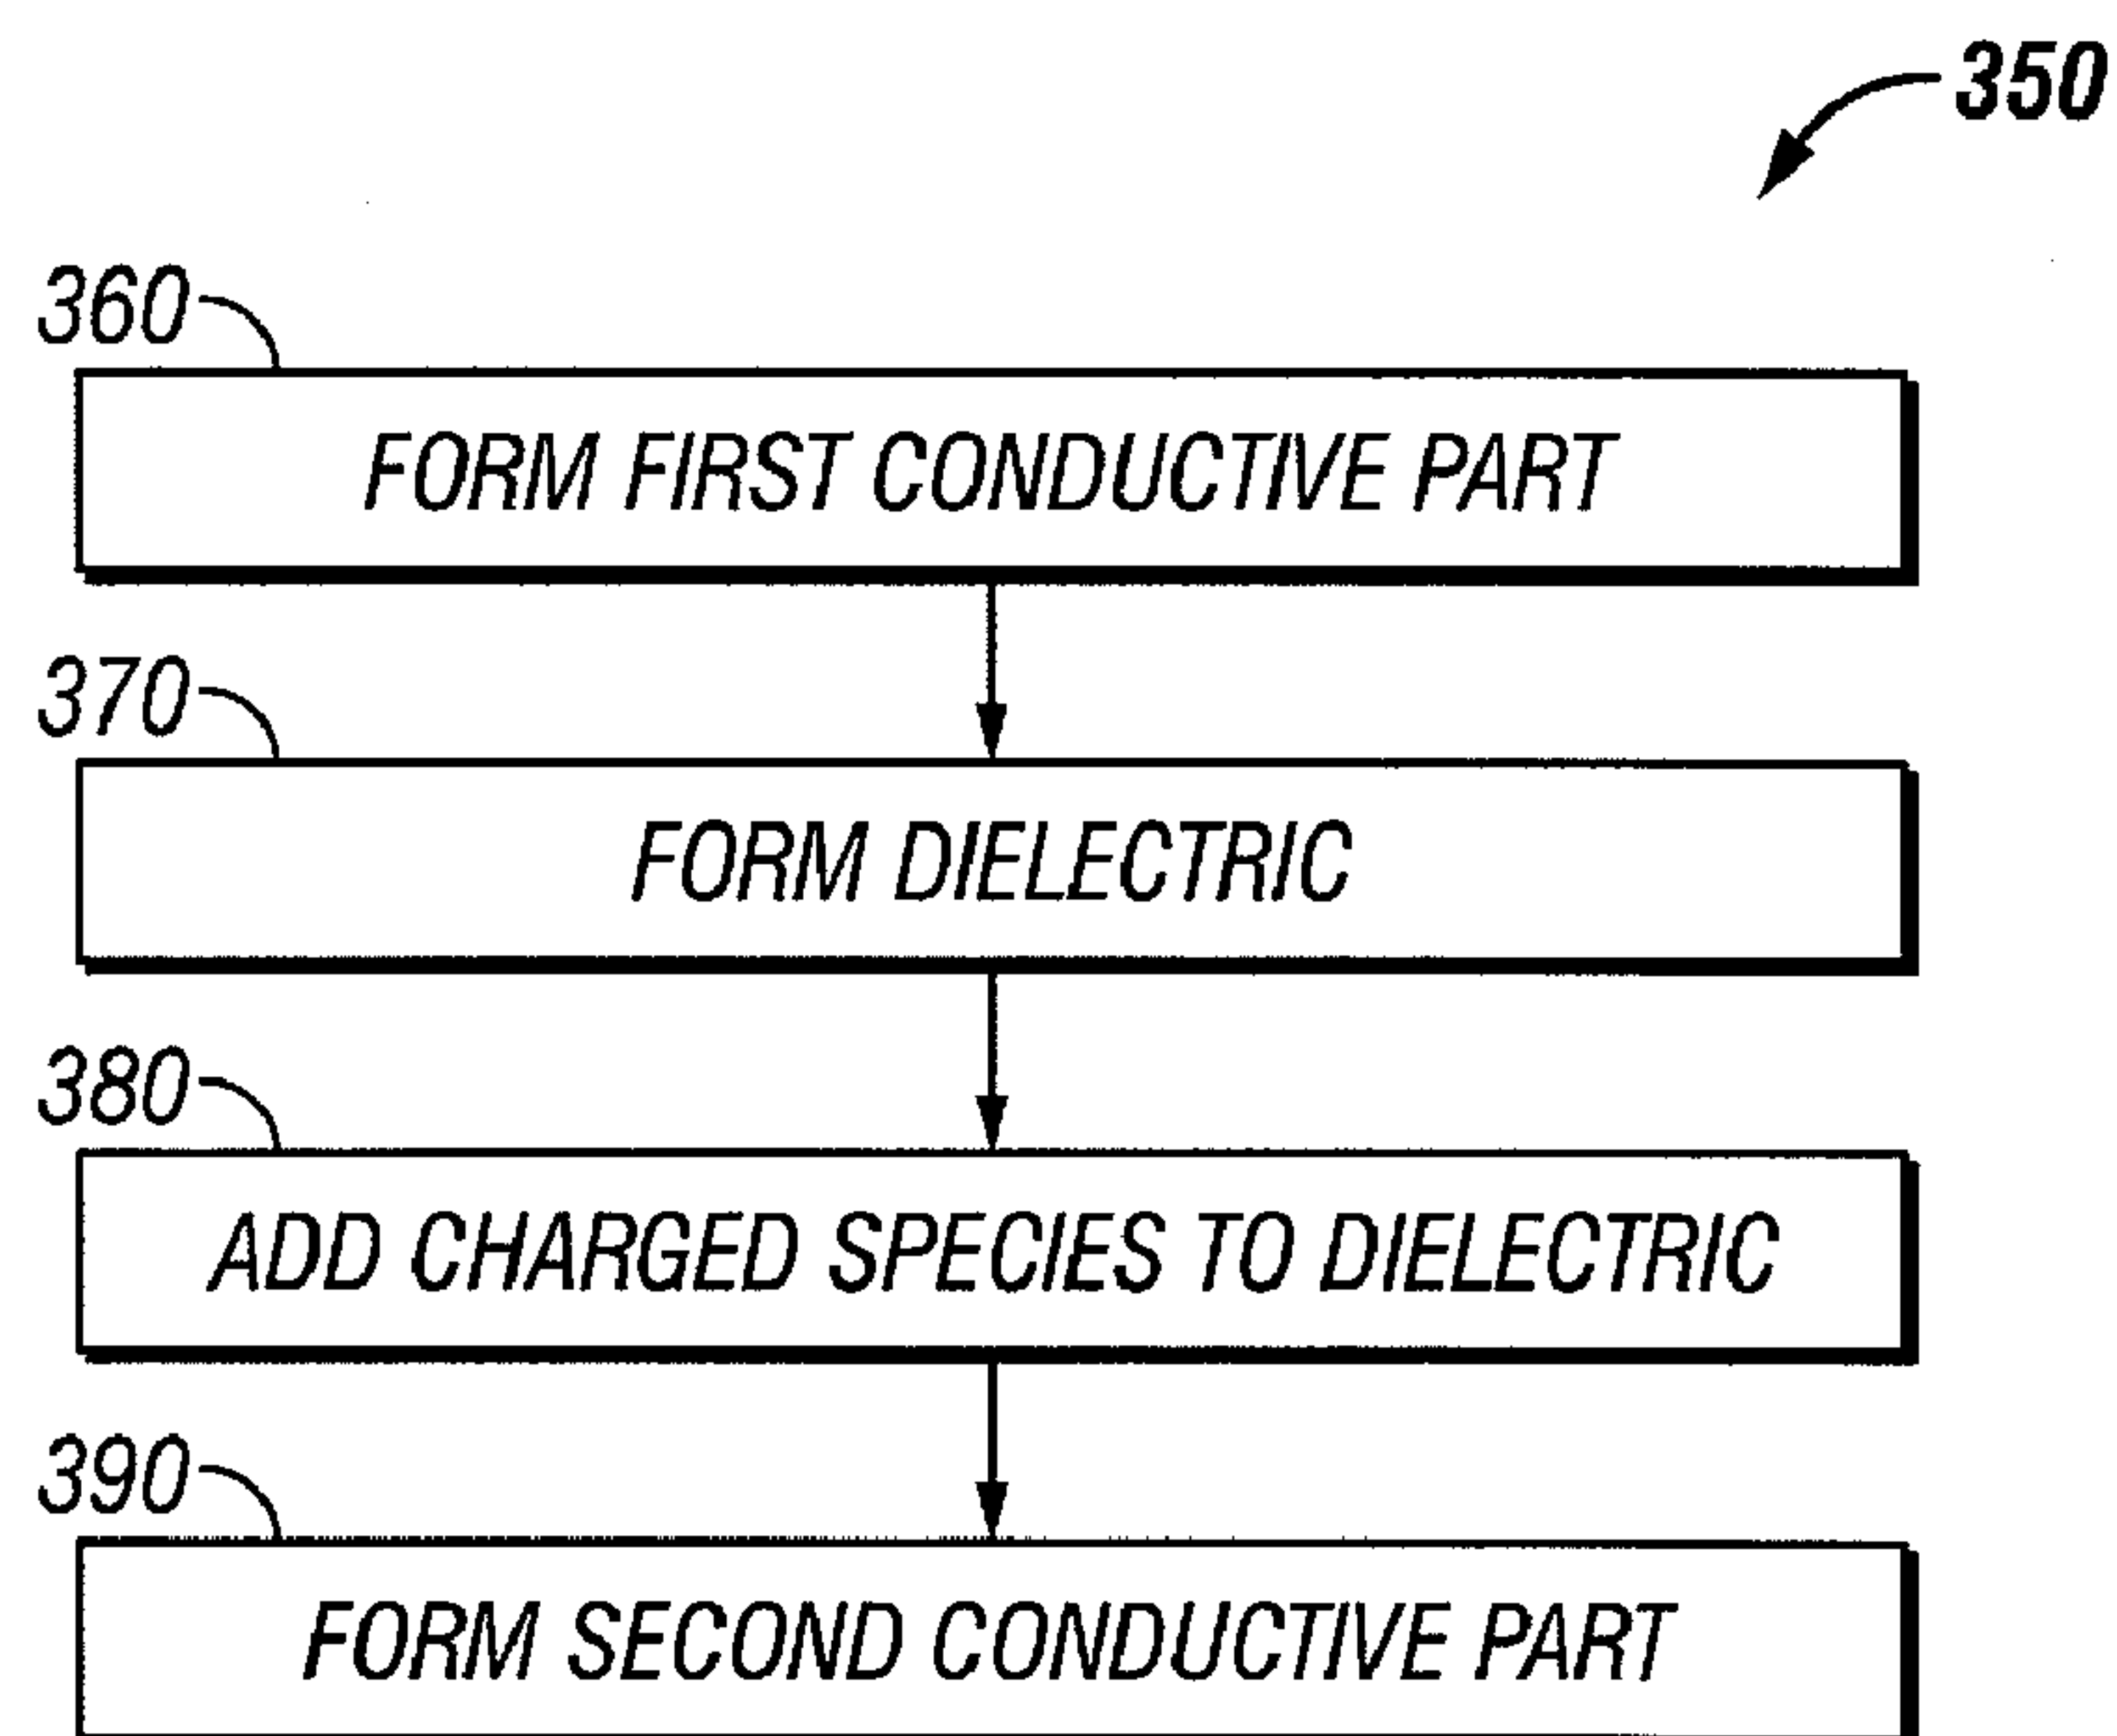 350
360
FORM FIRST CONDUCTIVE PART
370
FORM DIELECTRIC
380
ADD CHARGED SPECIES TO DIELECTRIC
390
FORM SECOND CONDUCTIVE PART